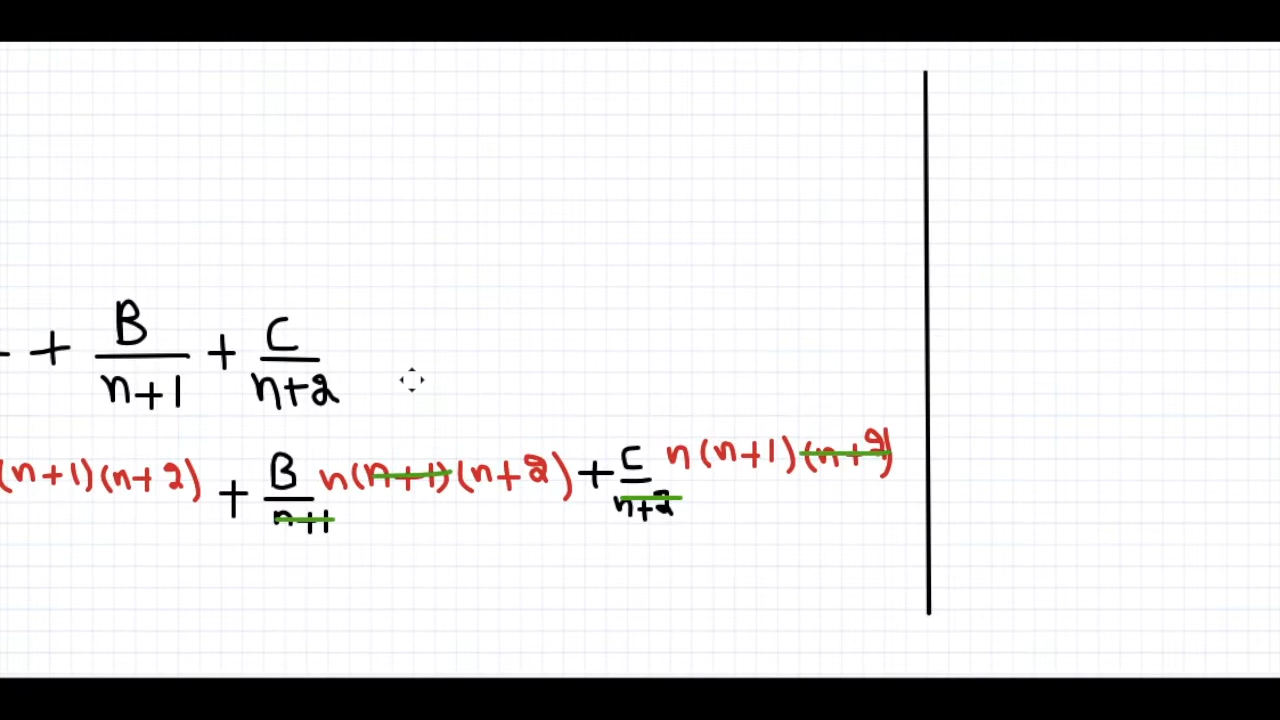 + B/(n+1) + C/(n+2)
(n+1)(n+2) + B/(n+1) n(n+1)(n+2) + C/(n+2) n(n+1)(n+2)